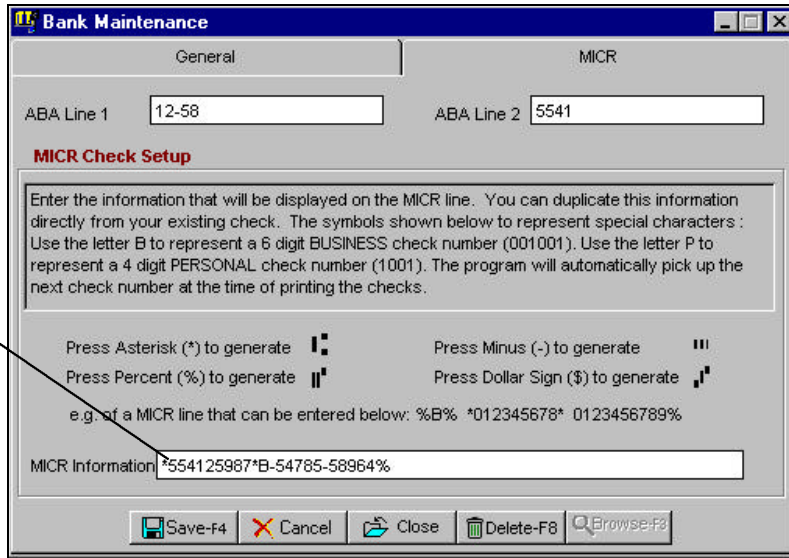 Bank Maintenance
General MICR
ABA Line 1 12-58 ABA Line 2 5541
MICR Check Setup
Enter the information that will be displayed on the MICR line. You can duplicate this information
directly from your existing check. The symbols shown below to represent special characters :
Use the letter B to represent a 6 digit BUSINESS check number (001001). Use the letter P to
represent a 4 digit PERSONAL check number (1001). The program will automatically pick up the
next check number at the time of printing the checks.
Press Asterisk (*) to generate Press Minus (-) to generate
Press Percent (%) to generate Press Dollar Sign ($) to generate
e.g. of a MICR line that can be entered below: %B% *012345678* 0123456789%
MICR Information *554125987*B-54785-58964%
Save-F4 Cancel Close Delete-F8 Browse-F3